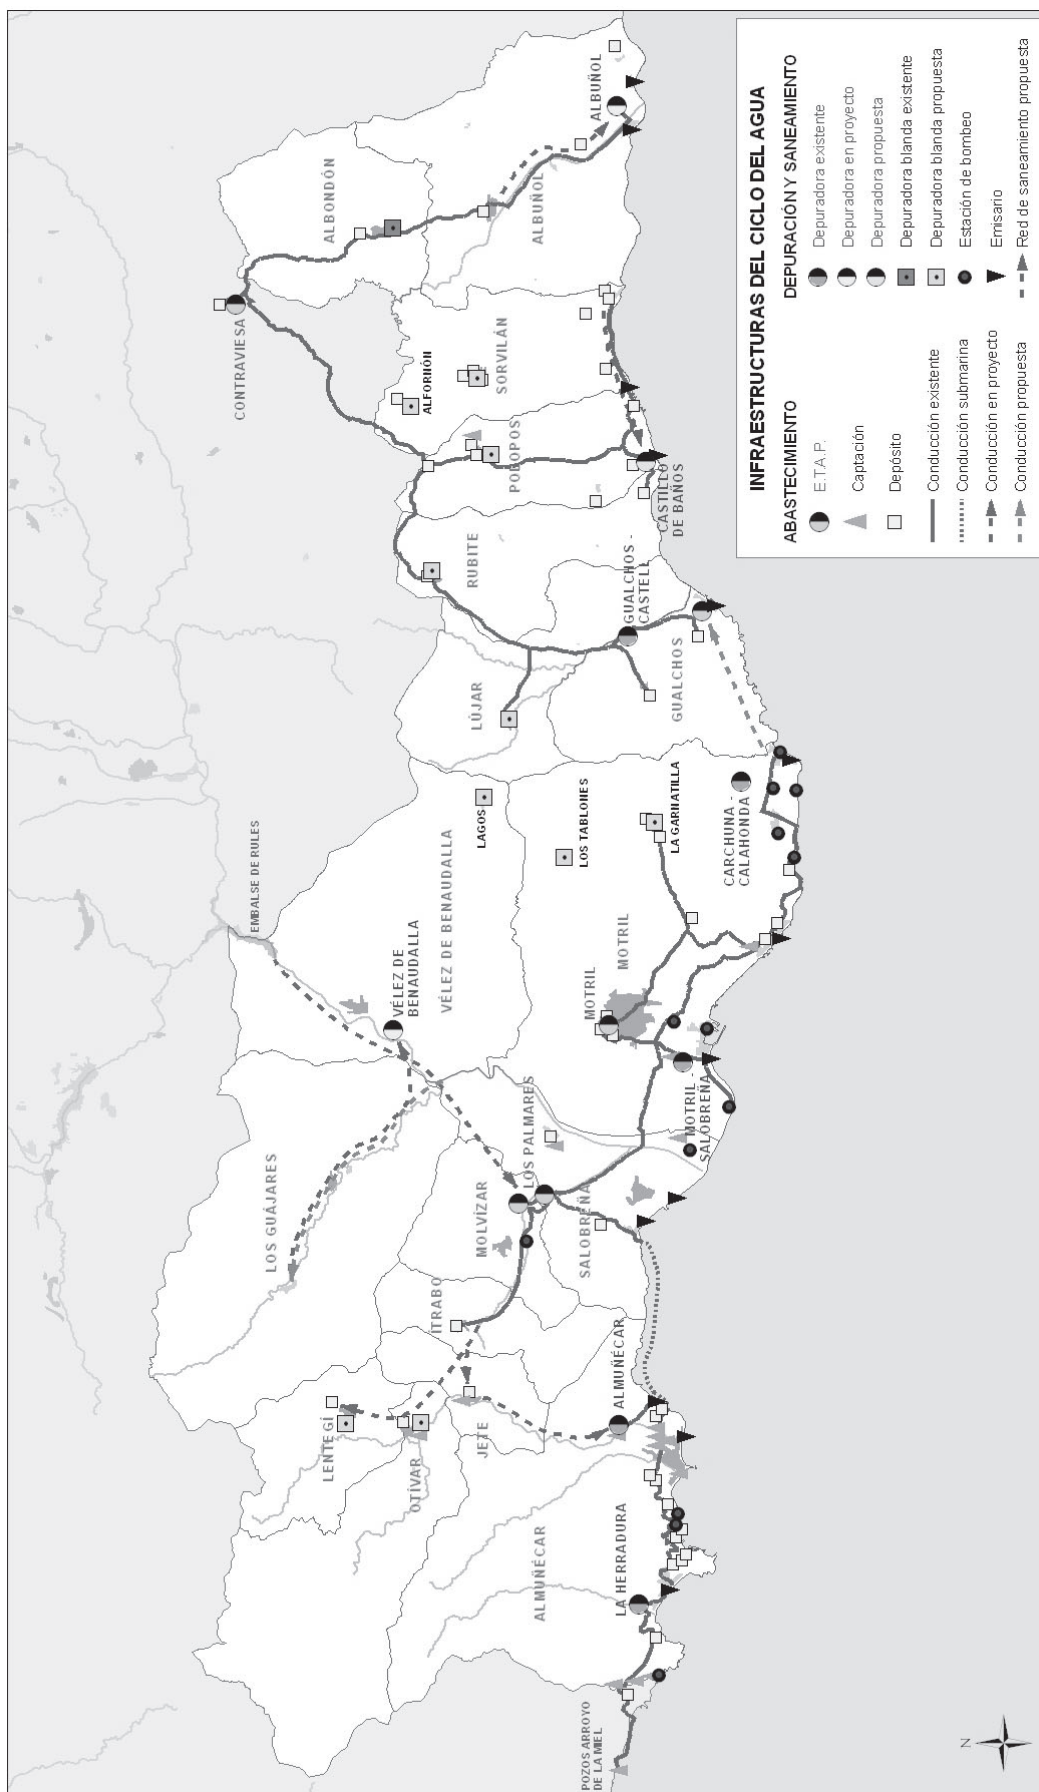 INFRAESTRUCTURAS DEL CICLO DEL AGUA
ABASTECIMIENTO
E.T.A.P.
Captación
Depósito
Conducción existente
Conducción submarina
Conducción en proyecto
Conducción propuesta
DEPURACIÓN Y SANEAMIENTO
Depuradora existente
Depuradora en proyecto
Depuradora propuesta
Depuradora blanda existente
Depuradora blanda propuesta
Estación de bombeo
Emisario
Red de saneamiento propuesta
POZOS ARROYO
DE LA MIEL
LA HERRADURA
ALMUÑÉCAR
OTÍVAR
LENTEGÍ
JETE
ALMUÑÉCAR
ÍTRABO
MOLVÍZAR
SALOBREÑA
LOS PALMARES
LOS GUÁJARES
MOTRIL -
SALOBREÑA
MOTRIL
MOTRIL
VÉLEZ DE
BENAUDALLA
VÉLEZ DE BENAUDALLA
EMBALSE DE RULES
LAGOS
LOS TABLONES
LA GARNATILLA
CARCHUNA -
CALAHONDA
LÚJAR
GUALCHOS
GUALCHOS -
CASTELL
RUBITE
CASTILLO
DE BAÑOS
POLOPOS
ALFORNÓN
SORVILÁN
CONTRAVIESA
ALBONDÓN
ALBUÑOL
ALBUÑOL
N